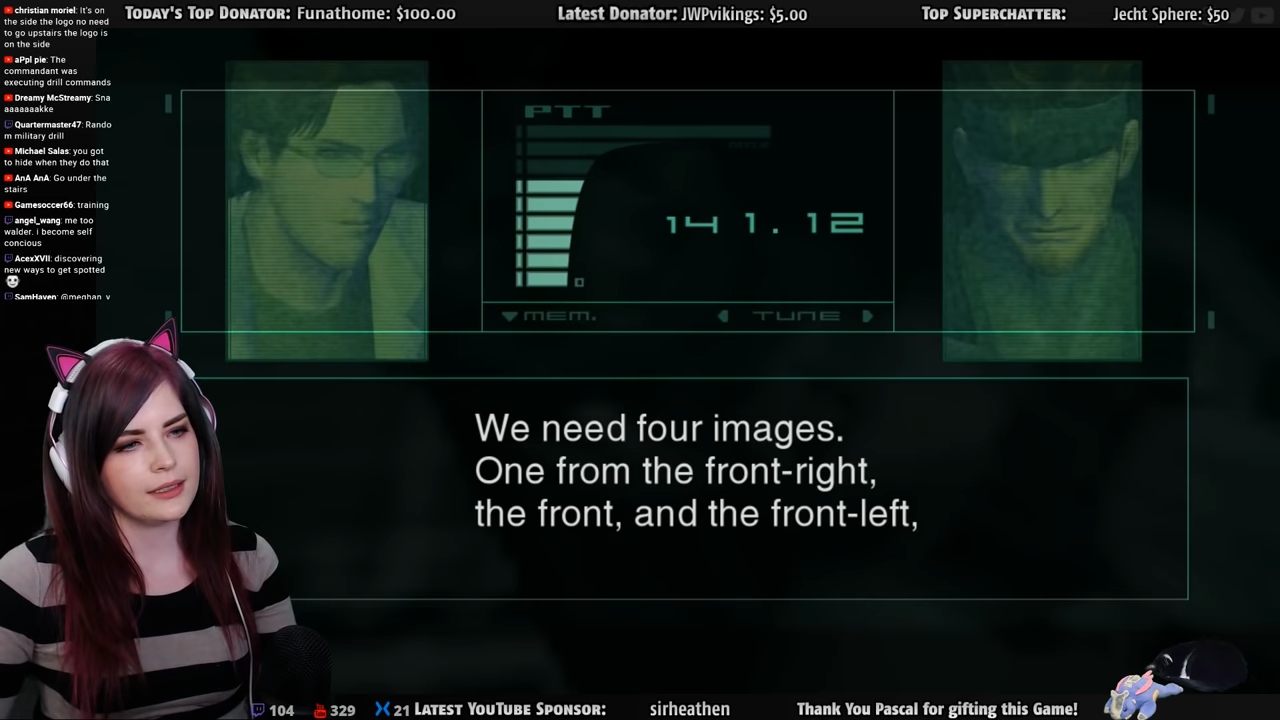 TODAY'S TOP DONATOR: Funathome: $100.00
LATEST DONATOR: JWPvikings: $5.00
TOP SUPERCHATTER: Jecht Sphere: $50
christian moriel: It's on
the side the logo no need
to go upstairs the logo is
on the side
aPpl pie: The
commandant was
executing drill commands
Dreamy McStreamy: Sna
aaaaaaakke
Quartermaster47: Rando
m military drill
Michael Salas: you got
to hide when they do that
AnA AnA: Go under the
stairs
Gamesoccer66: training
angel_wang: me too
walder. i become self
concious
AcexXVII: discovering
new ways to get spotted
SamHaven: @meghan_v
PTT
141.12
MEM.
TUNE
We need four images.
One from the front-right,
the front, and the front-left,
104 329 21 LATEST YOUTUBE SPONSOR: sirheathen Thank You Pascal for gifting this Game!